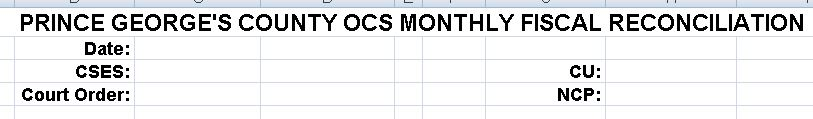 PRINCE GEORGE'S COUNTY OCS MONTHLY FISCAL RECONCILIATION
Date:
CSES: CU:
Court Order: NCP: